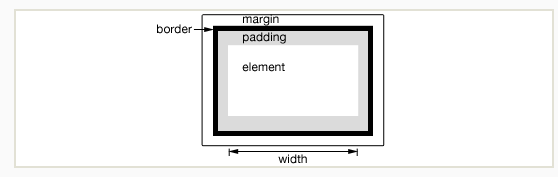 margin
border
padding
element
width